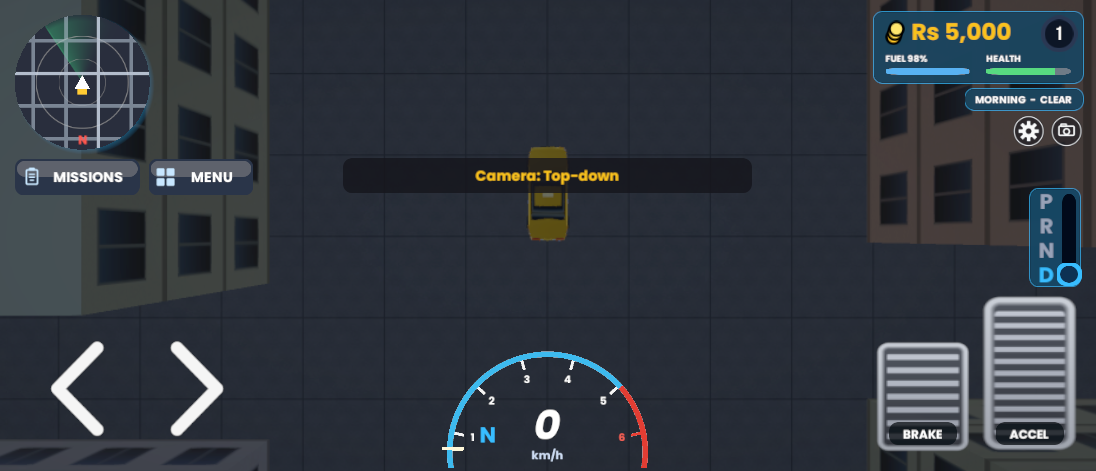 Rs 5,000
1
FUEL 98%
HEALTH
MORNING - CLEAR
N
MISSIONS
MENU
Camera: Top-down
P
R
N
D
1
2
3
4
5
6
N
0
km/h
BRAKE
ACCEL